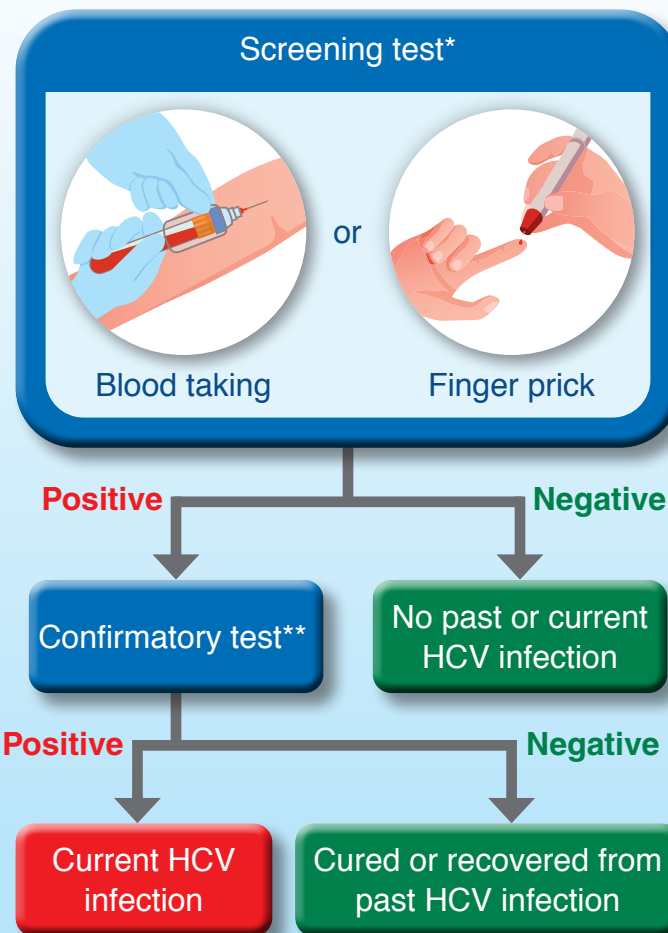 Screening test*
or
Blood taking
Finger prick
Positive
Negative
Confirmatory test**
No past or current
HCV infection
Positive
Negative
Current HCV
infection
Cured or recovered from
past HCV infection